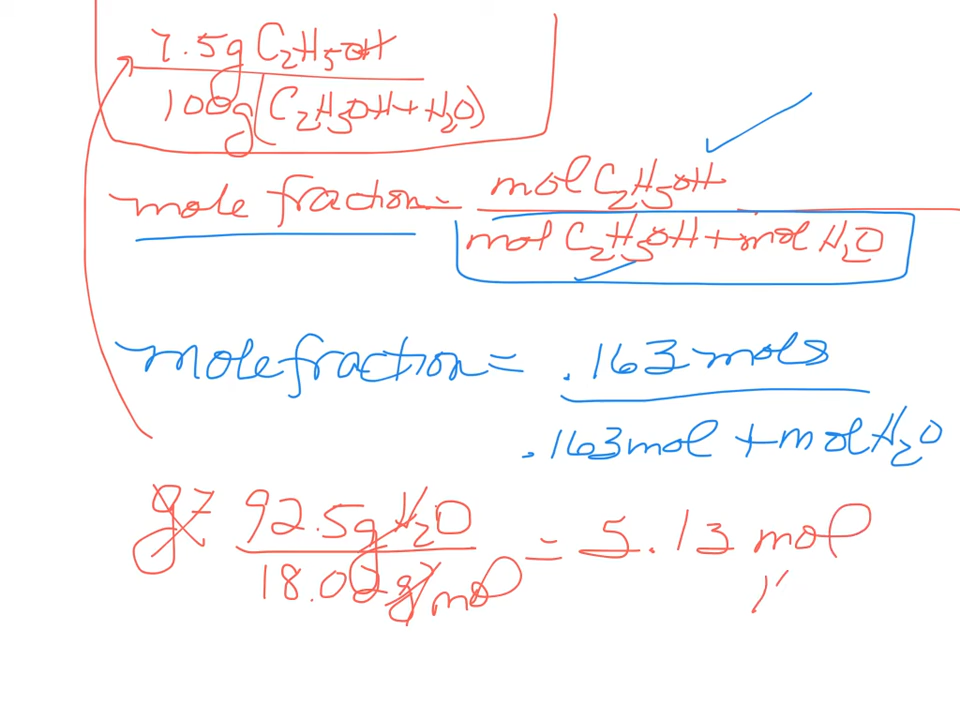 7.5g C₂H₅OH
100g (C₂H₅OH + H₂O)
mole fraction = mol C₂H₅OH
mol C₂H₅OH + mol H₂O
mole fraction = .163 mols
.163 mol + mol H₂O
92.5g H₂O = 5.13 mol
18.02 g/mol